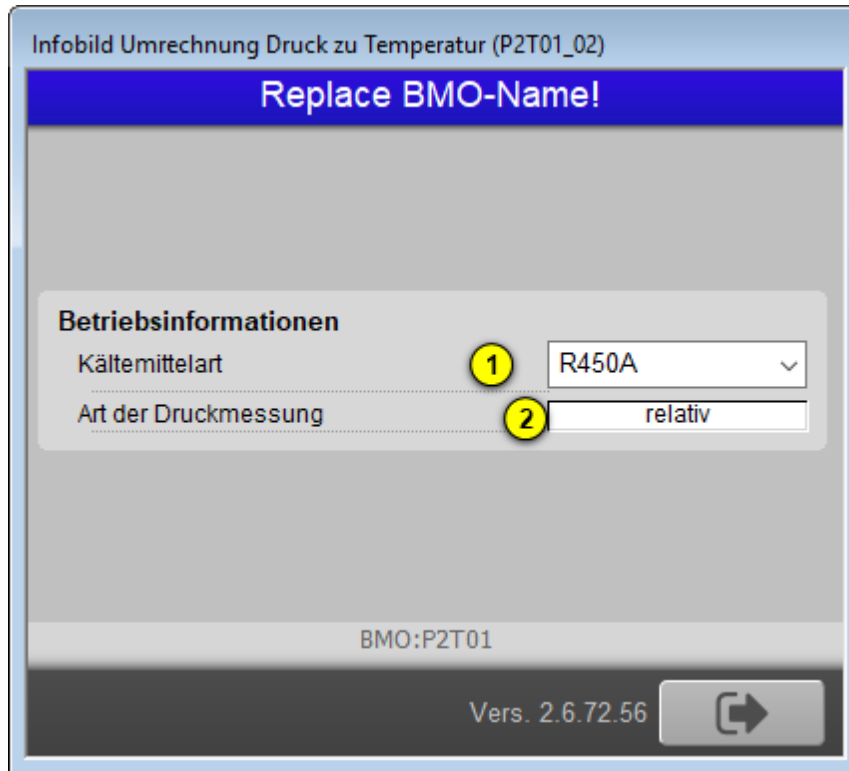 Infobild Umrechnung Druck zu Temperatur (P2T01_02)
Replace BMO-Name!
Betriebsinformationen
Kältemittelart 1 R450A
Art der Druckmessung 2 relativ
BMO:P2T01
Vers. 2.6.72.56